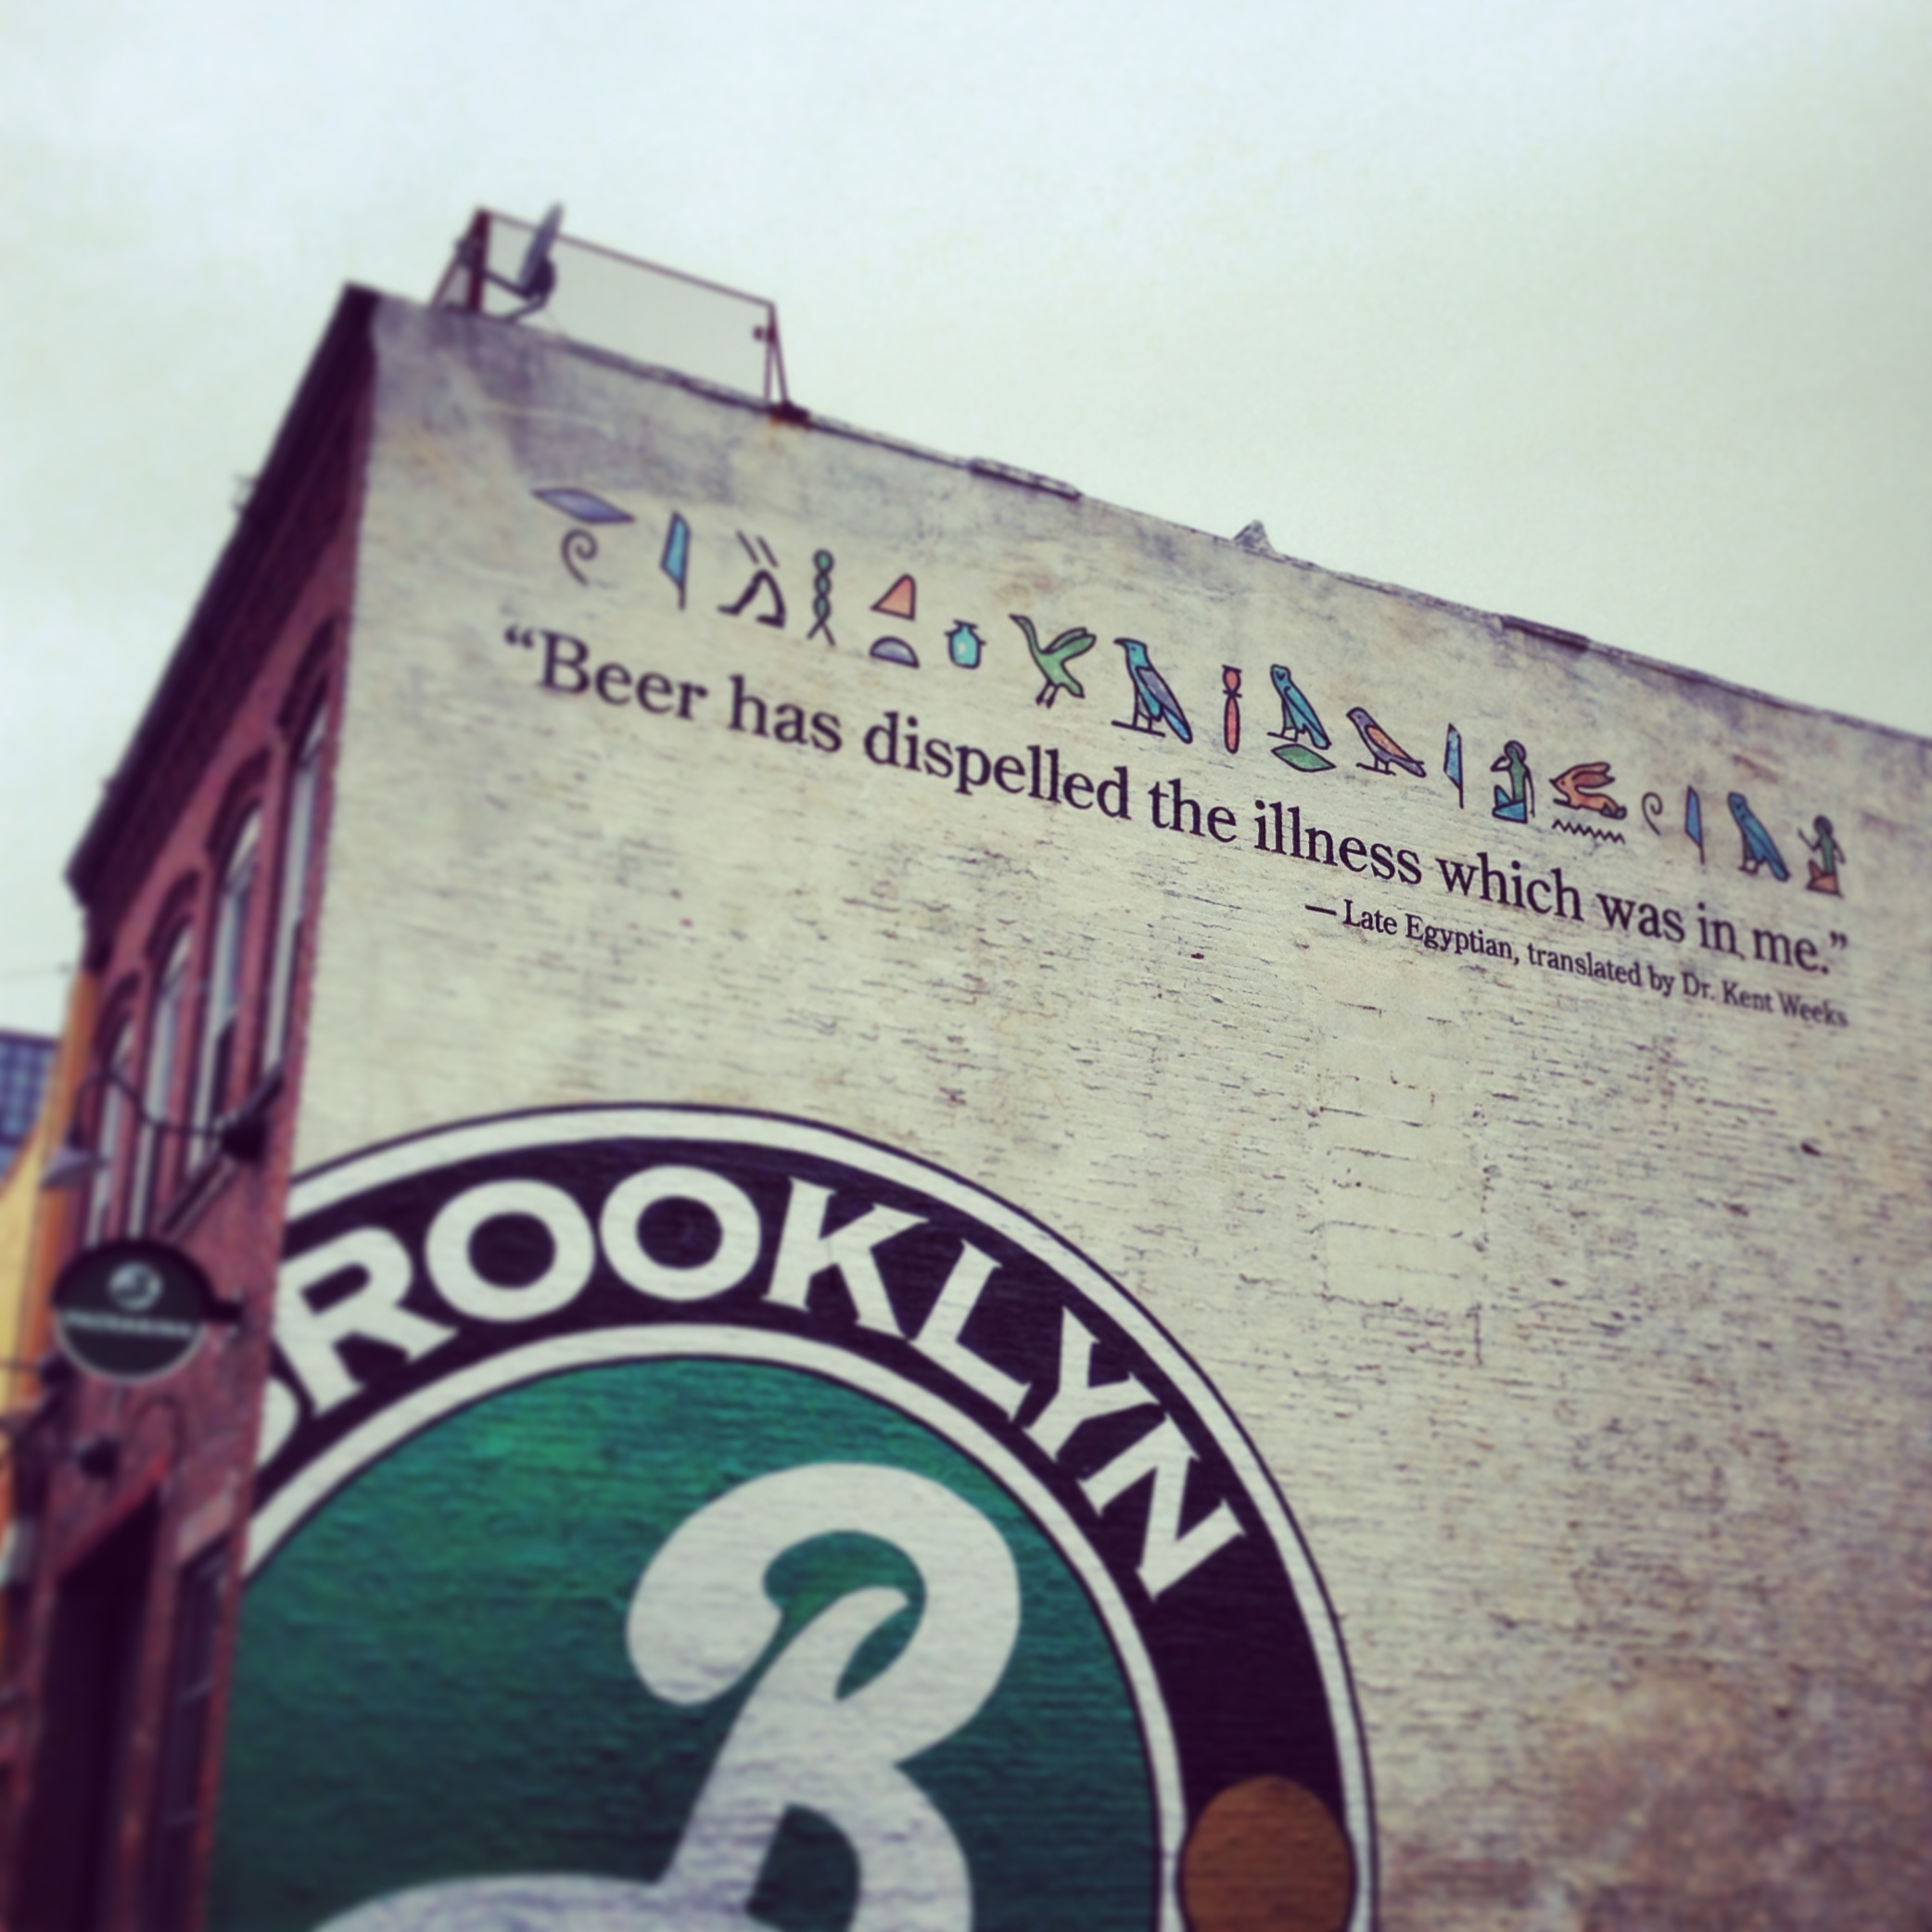 “Beer has dispelled the illness which was in me.”
— Late Egyptian, translated by Dr. Kent Weeks
BROOKLYN
B